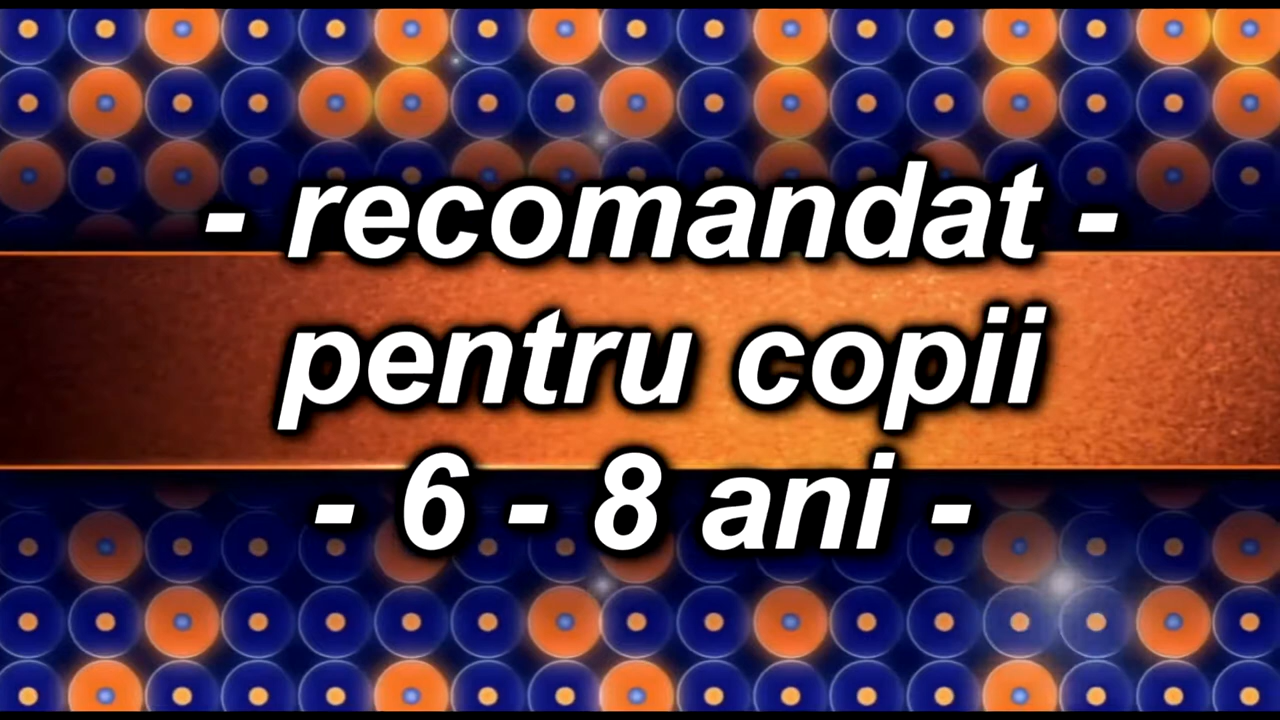 - recomandat -
pentru copii
- 6 - 8 ani -